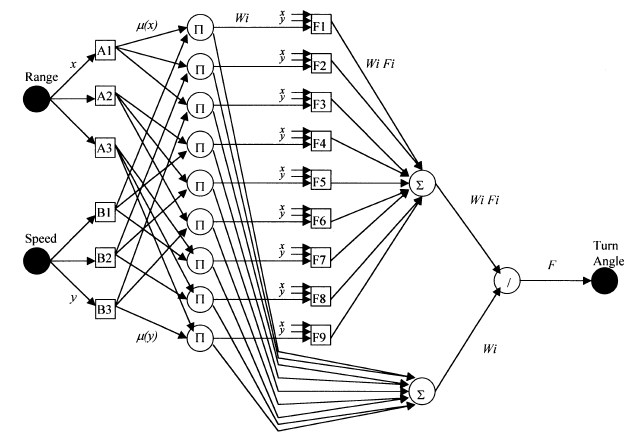 μ(x)
Wi
x
y
F1
Π
A1
x
Wi Fi
Range
x
y
F2
Π
A2
x
y
F3
Π
A3
x
y
F4
Π
x
y
F5
Π
Σ
Wi Fi
B1
x
y
F6
Π
Speed
B2
x
y
F7
Π
F
Turn
Angle
/
y
B3
x
y
F8
Π
μ(y)
x
y
F9
Π
Wi
Σ